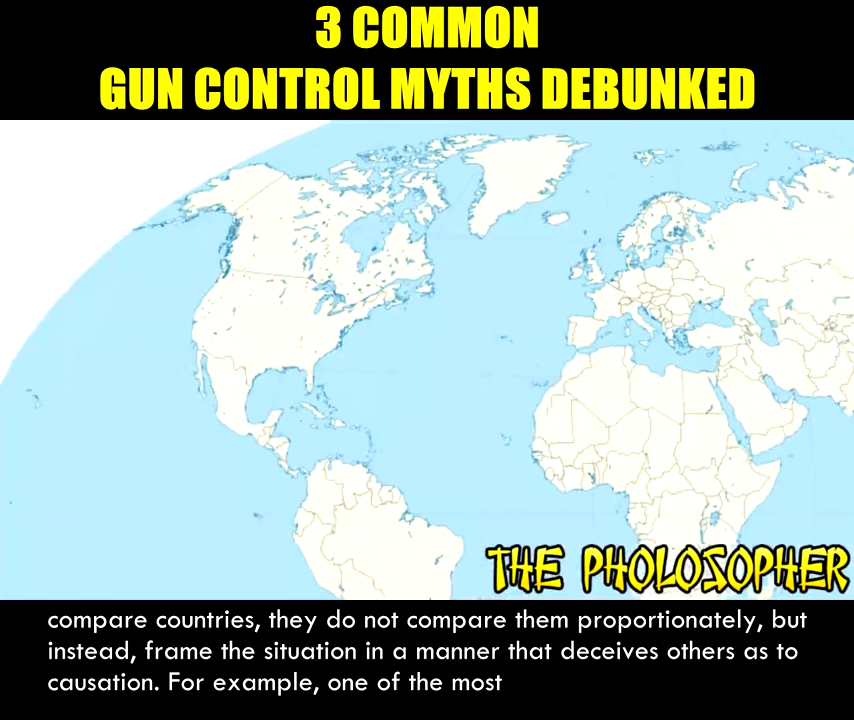 3 COMMON
GUN CONTROL MYTHS DEBUNKED
THE PHOLOSOPHER
compare countries, they do not compare them proportionately, but
instead, frame the situation in a manner that deceives others as to
causation. For example, one of the most